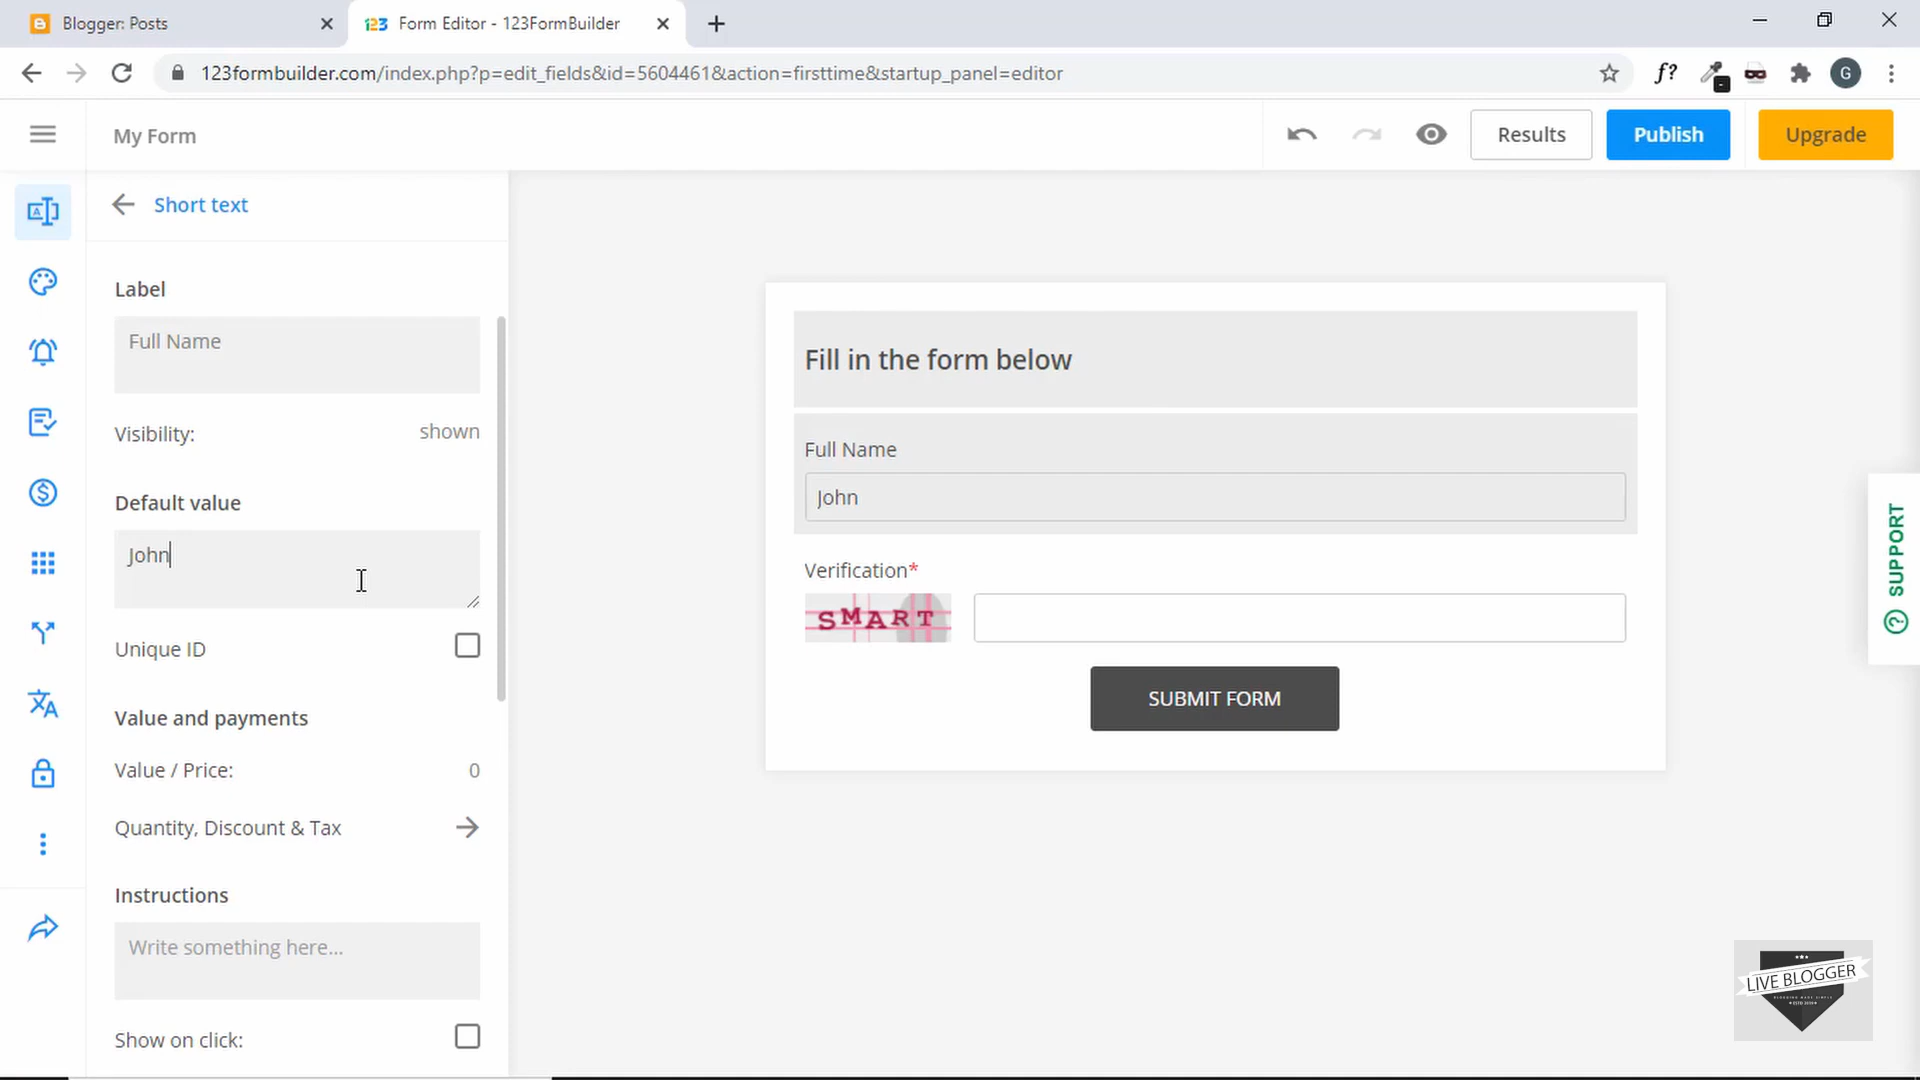 Blogger: Posts
Form Editor - 123FormBuilder
123formbuilder.com/index.php?p=edit_fields&id=5604461&action=firsttime&startup_panel=editor
f?
G
My Form
Results
Publish
Upgrade
Short text
Label
Full Name
Visibility: shown
Default value
John
Unique ID
Value and payments
Value / Price: 0
Quantity, Discount & Tax
Instructions
Write something here...
Show on click:
Fill in the form below
Full Name
John
Verification*
SMART
SUBMIT FORM
SUPPORT
LIVE BLOGGER